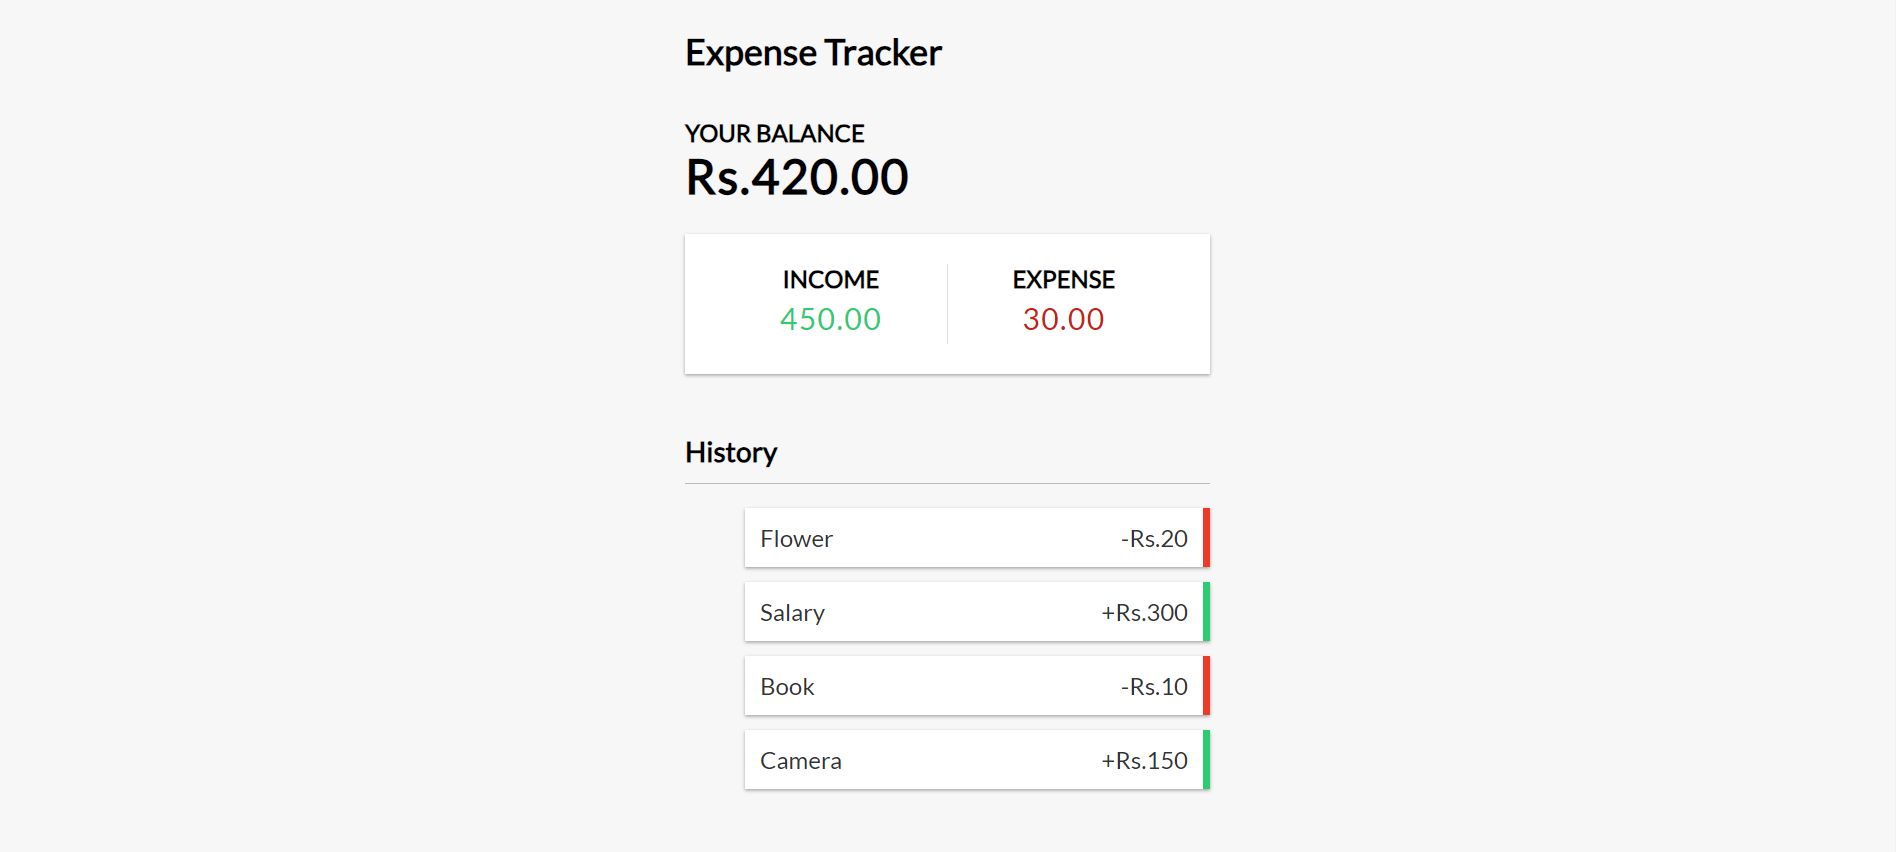 Expense Tracker
YOUR BALANCE
Rs.420.00
INCOME EXPENSE
450.00 30.00
History
Flower -Rs.20
Salary +Rs.300
Book -Rs.10
Camera +Rs.150